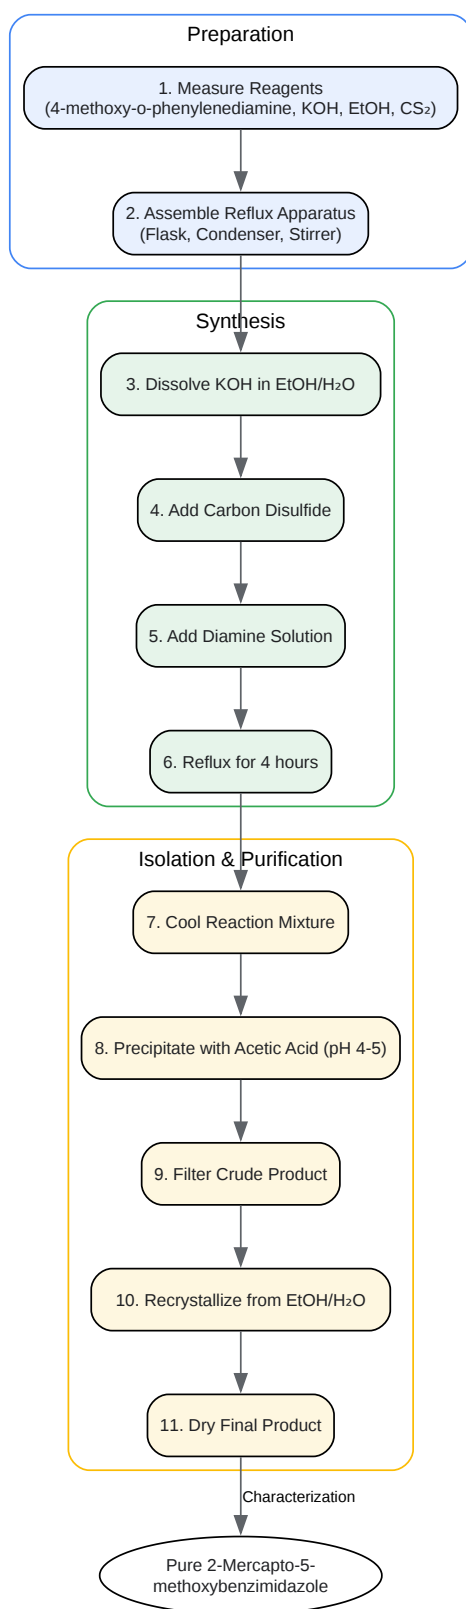 Preparation
1. Measure Reagents
(4-methoxy-o-phenylenediamine, KOH, EtOH, CS₂)
2. Assemble Reflux Apparatus
(Flask, Condenser, Stirrer)
Synthesis
3. Dissolve KOH in EtOH/H₂O
4. Add Carbon Disulfide
5. Add Diamine Solution
6. Reflux for 4 hours
Isolation & Purification
7. Cool Reaction Mixture
8. Precipitate with Acetic Acid (pH 4-5)
9. Filter Crude Product
10. Recrystallize from EtOH/H₂O
11. Dry Final Product
Characterization
Pure 2-Mercapto-5-
methoxybenzimidazole